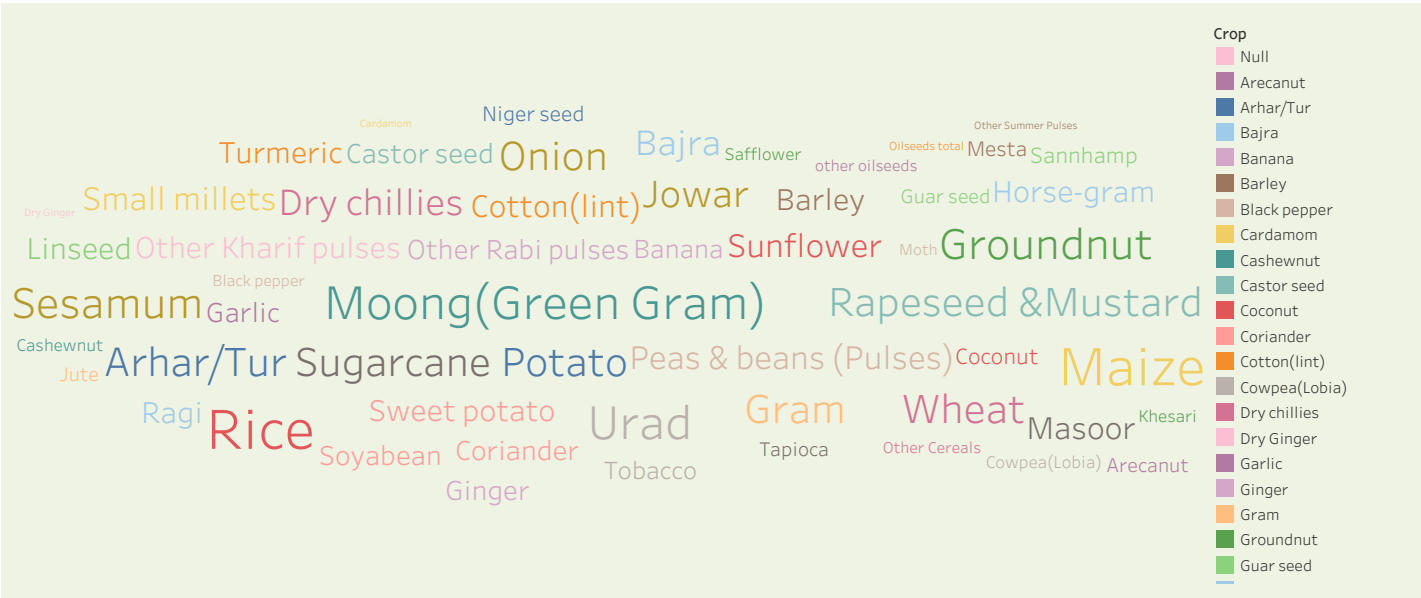 Niger seed
Cardamom
Other Summer Pulses
Turmeric Castor seed Onion Bajra Safflower Oilseeds total Mesta Sannhamp
other oilseeds
Dry Ginger Small millets Dry chillies Cotton(lint) Jowar Barley Guar seed Horse-gram
Linseed Other Kharif pulses Other Rabi pulses Banana Sunflower Moth Groundnut
Black pepper
Sesamum Garlic Moong(Green Gram) Rapeseed &Mustard
Cashewnut
Jute Arhar/Tur Sugarcane Potato Peas & beans (Pulses) Coconut Maize
Ragi Rice Sweet potato Urad Gram Wheat Masoor Khesari
Soyabean Coriander Tapioca Other Cereals
Tobacco Cowpea(Lobia) Arecanut
Ginger
Crop
Null
Arecanut
Arhar/Tur
Bajra
Banana
Barley
Black pepper
Cardamom
Cashewnut
Castor seed
Coconut
Coriander
Cotton(lint)
Cowpea(Lobia)
Dry chillies
Dry Ginger
Garlic
Ginger
Gram
Groundnut
Guar seed